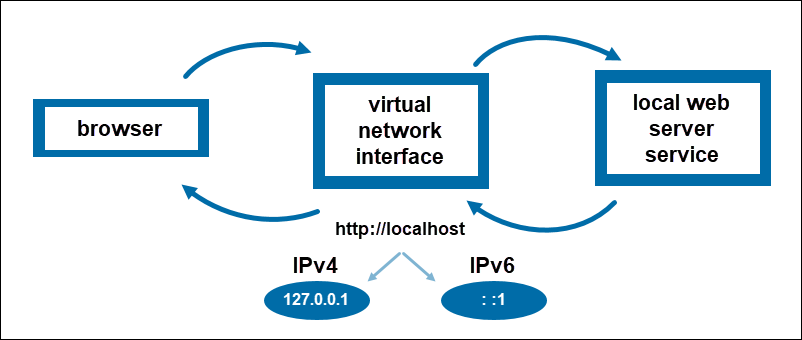 browser
virtual
network
interface
local web
server
service
http://localhost
IPv4
IPv6
127.0.0.1
: :1